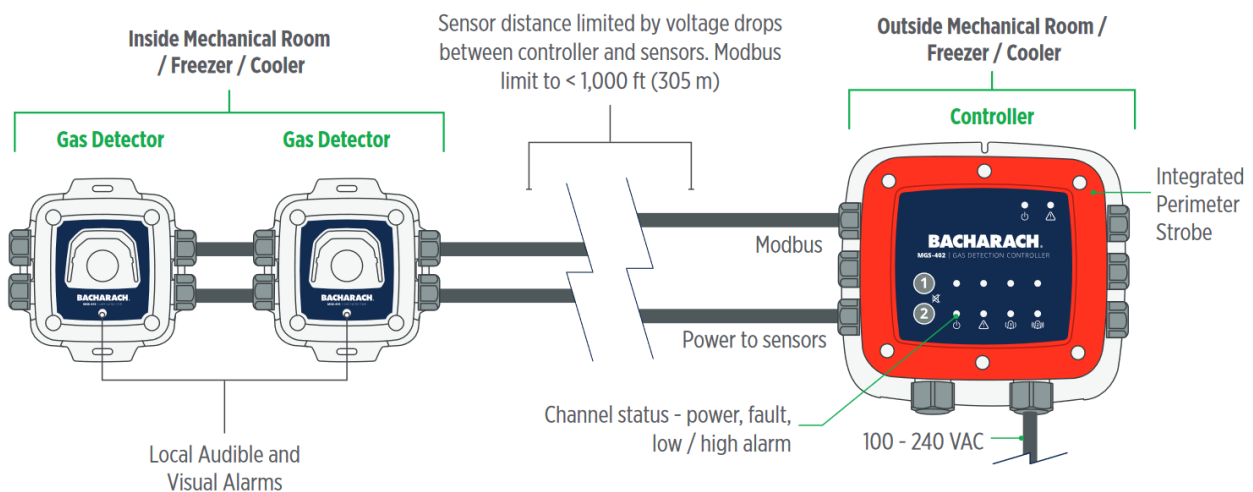 Inside Mechanical Room
/ Freezer / Cooler
Sensor distance limited by voltage drops
between controller and sensors. Modbus
limit to < 1,000 ft (305 m)
Outside Mechanical Room /
Freezer / Cooler
Gas Detector
Gas Detector
Controller
Integrated
Perimeter
Strobe
Modbus
BACHARACH.
MGS-402 | GAS DETECTION CONTROLLER
1
2
BACHARACH.
BACHARACH.
Power to sensors
Channel status - power, fault,
low / high alarm
100 - 240 VAC
Local Audible and
Visual Alarms